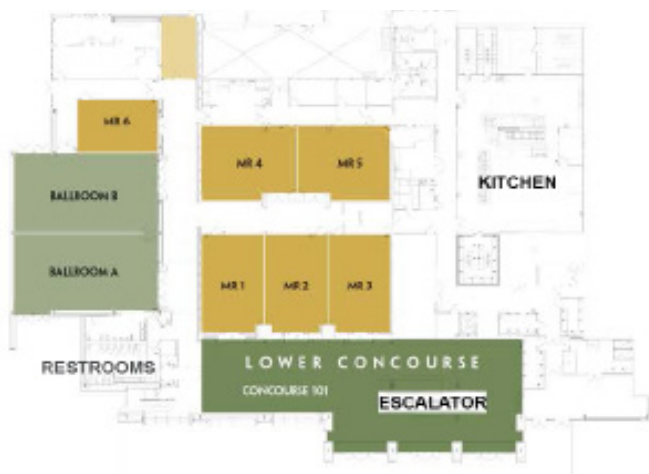 MR 6
MR 4
MR 5
KITCHEN
BALLROOM B
BALLROOM A
MR 1
MR 2
MR 3
RESTROOMS
LOWER CONCOURSE
CONCOURSE 101
ESCALATOR